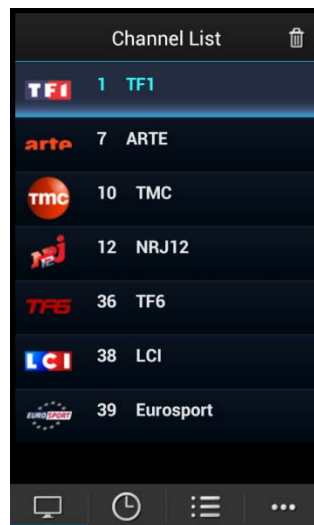 Channel List
TF1 1 TF1
arte 7 ARTE
TMC 10 TMC
NRJ12 12 NRJ12
TF6 36 TF6
LCI 38 LCI
EUROSPORT 39 Eurosport